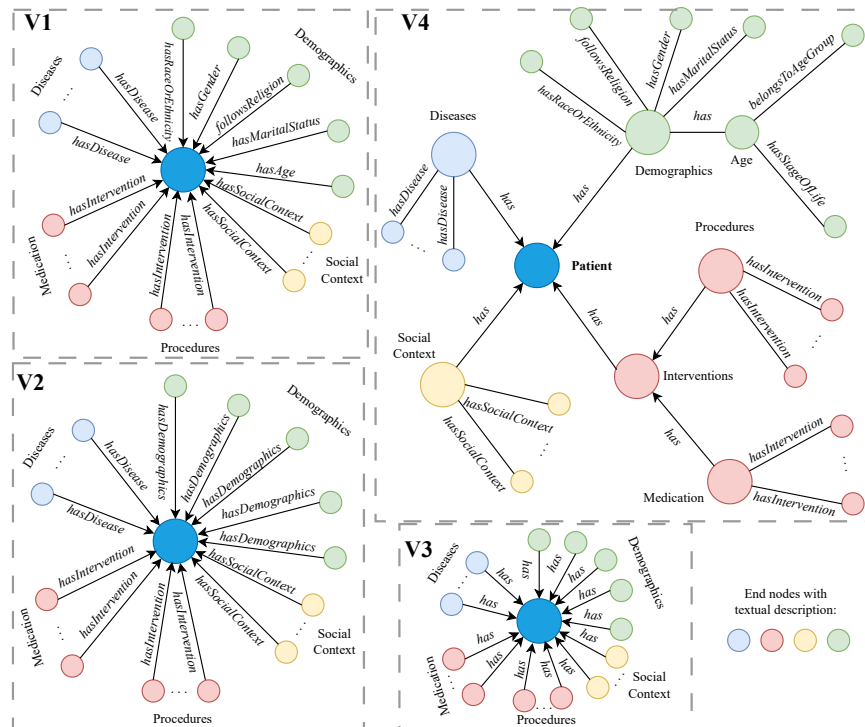 V1
Diseases
...
hasDisease
hasDisease
hasRaceOrEthnicity
hasGender
Demographics
followsReligion
hasMaritalStatus
hasAge
hasSocialContext
hasSocialContext
...
Social
Context
hasIntervention
hasIntervention
Medication
...
hasIntervention
hasIntervention
...
Procedures
V2
Diseases
...
hasDisease
hasDisease
hasDemographics
hasDemographics
Demographics
hasDemographics
hasDemographics
hasDemographics
hasSocialContext
hasSocialContext
...
Social
Context
hasIntervention
hasIntervention
Medication
...
hasIntervention
hasIntervention
...
Procedures
V4
followsReligion
hasGender
hasMaritalStatus
belongsToAgeGroup
hasRaceOrEthnicity
has
Demographics
Age
hasStageOfLife
Diseases
hasDisease
hasDisease
...
has
has
Patient
Procedures
hasIntervention
hasIntervention
...
has
has
has
Social
Context
hasSocialContext
hasSocialContext
...
Interventions
has
Medication
hasIntervention
hasIntervention
...
V3
Diseases
...
has
has
has
has
has
has
has
Demographics
has
has
...
Social
Context
has
has
Medication
...
has
has
...
Procedures
End nodes with
textual description: